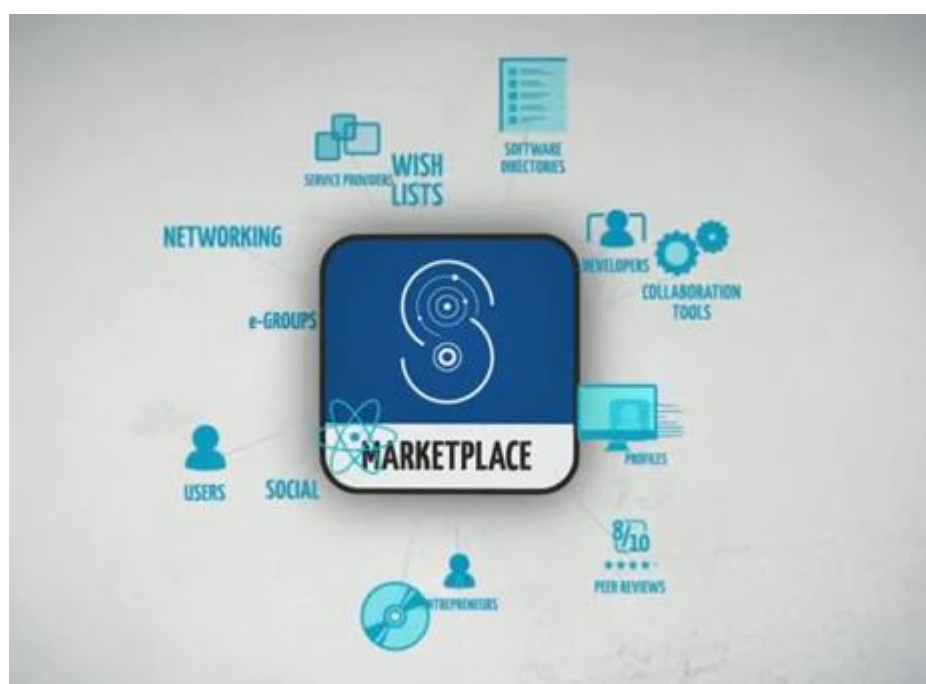 SOFTWARE
DIRECTORIES
SERVICE PROVIDERS
WISH
LISTS
NETWORKING
DEVELOPERS
COLLABORATION
TOOLS
e-GROUPS
MARKETPLACE
PROFILES
USERS
SOCIAL
8/10
PEER REVIEWS
ENTREPRENEURS